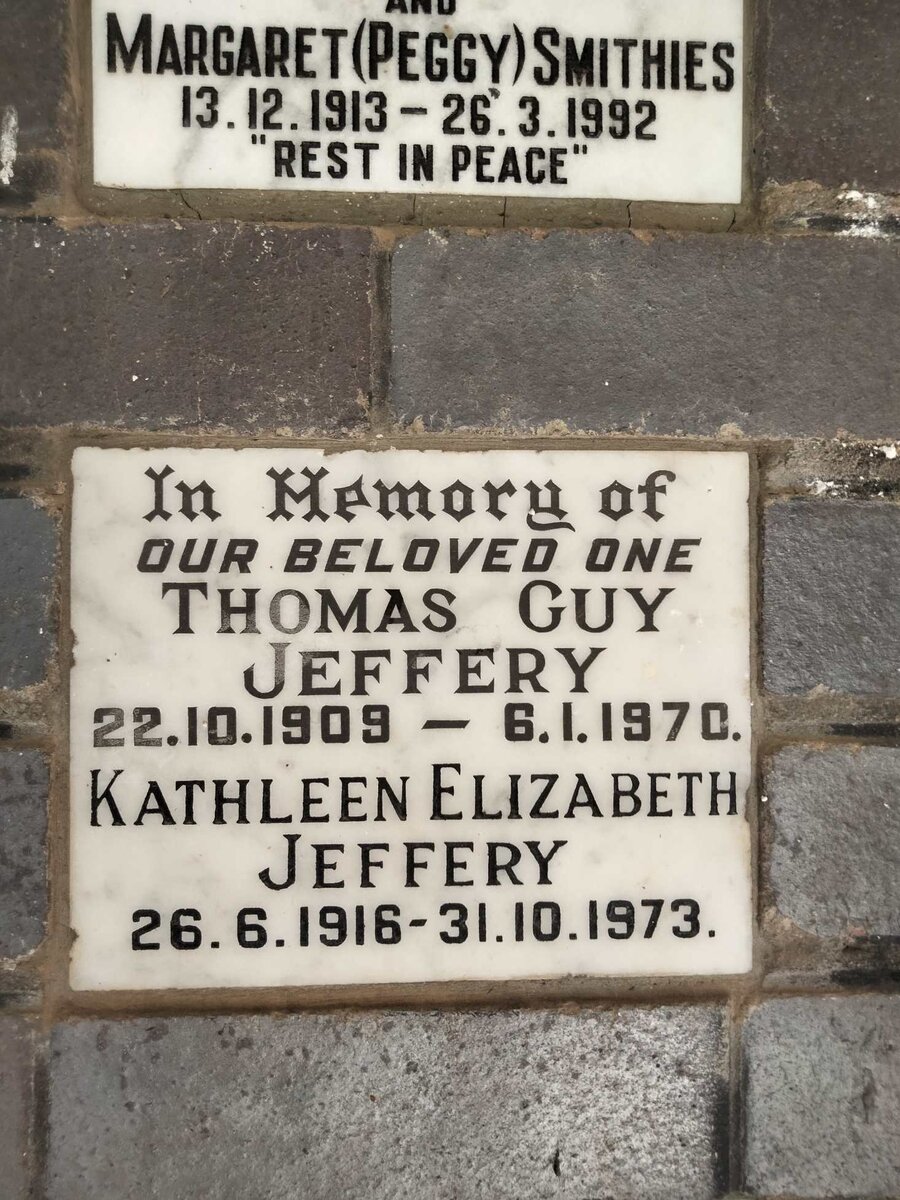 AND
MARGARET (PEGGY) SMITHIES
13.12.1913 – 26.3.1992
"REST IN PEACE"
In Memory of
OUR BELOVED ONE
THOMAS GUY
JEFFERY
22.10.1909 – 6.1.1970.
KATHLEEN ELIZABETH
JEFFERY
26.6.1916-31.10.1973.